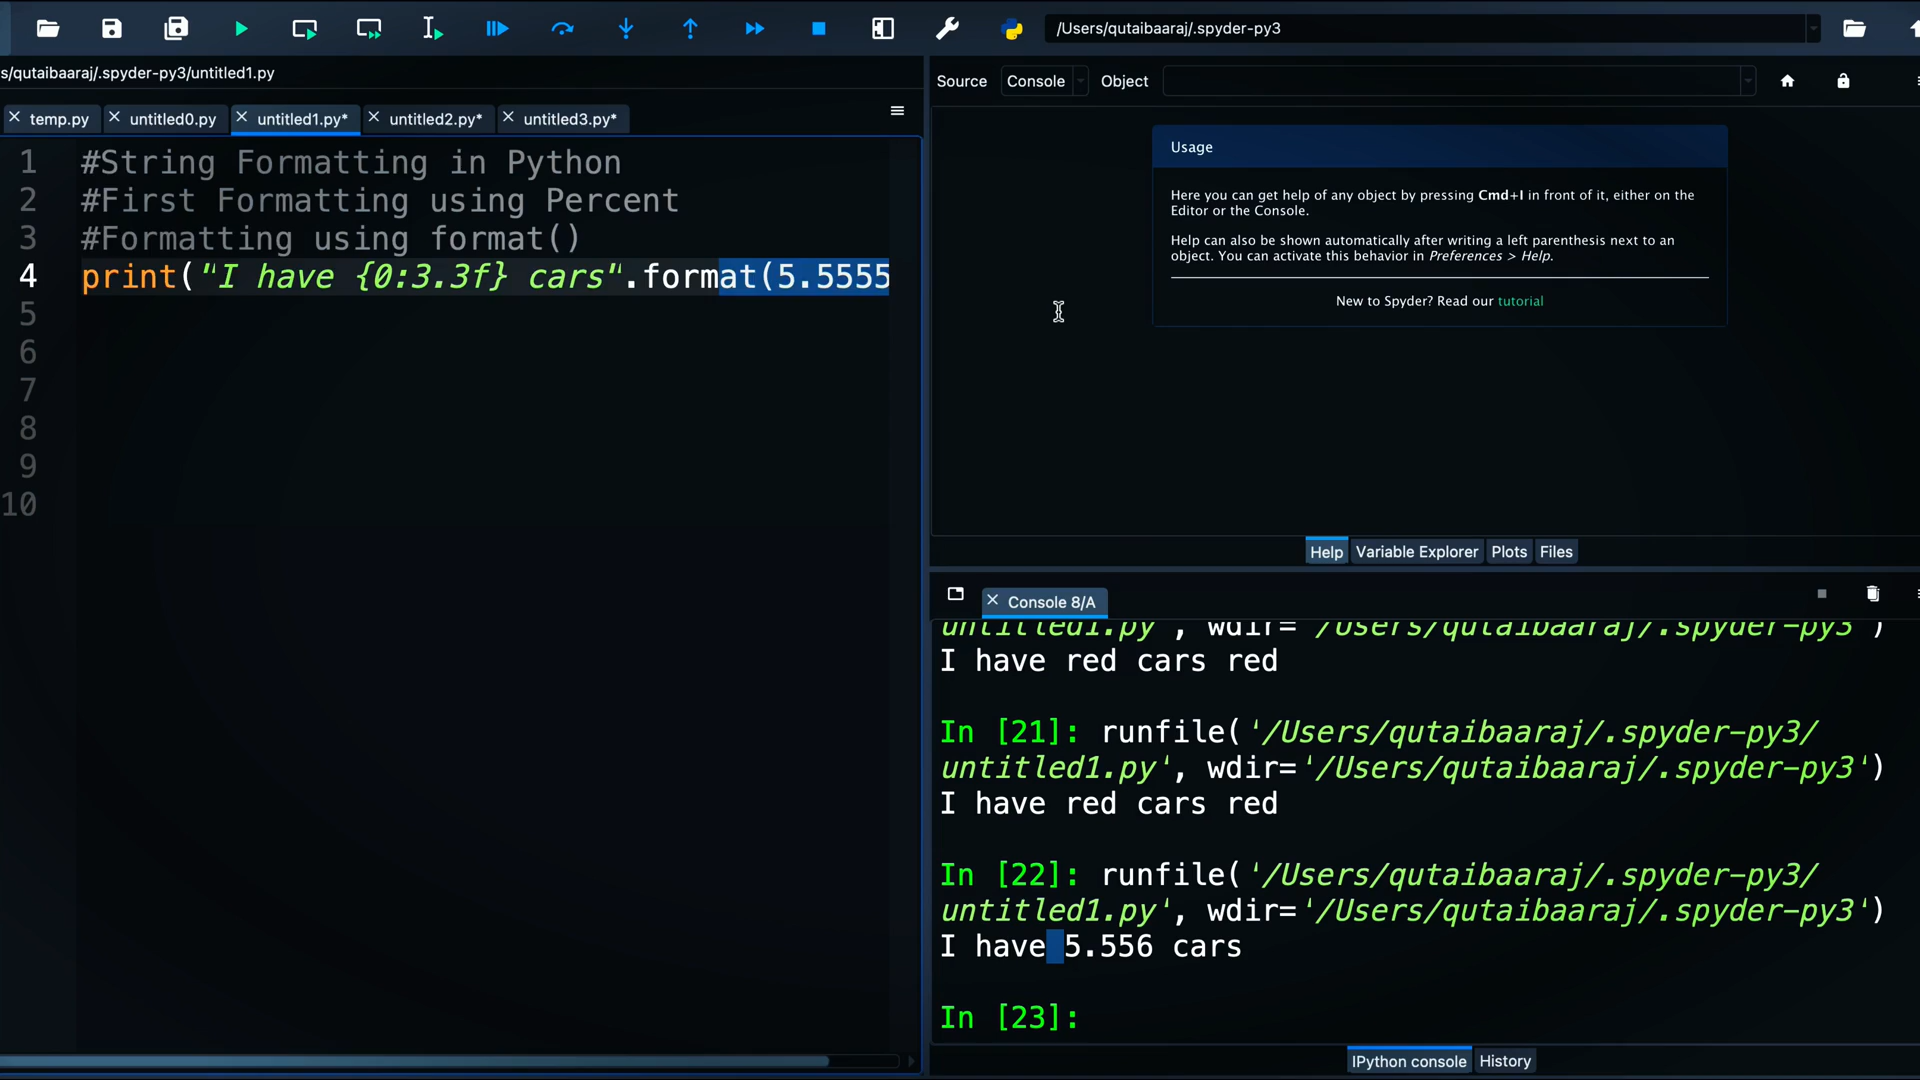 /Users/qutaibaaraj/.spyder-py3
s/qutaibaaraj/.spyder-py3/untitled1.py
temp.py
untitled0.py
untitled1.py*
untitled2.py*
untitled3.py*
1 #String Formatting in Python
2 #First Formatting using Percent
3 #Formatting using format()
4 print("I have {0:3.3f} cars".format(5.5555
5
6
7
8
9
10
Source Console Object
Usage
Here you can get help of any object by pressing Cmd+I in front of it, either on the
Editor or the Console.
Help can also be shown automatically after writing a left parenthesis next to an
object. You can activate this behavior in Preferences > Help.
New to Spyder? Read our tutorial
Help Variable Explorer Plots Files
Console 8/A
untitled1.py', wdir='/Users/qutaibaaraj/.spyder-py3')
I have red cars red
In [21]: runfile('/Users/qutaibaaraj/.spyder-py3/
untitled1.py', wdir='/Users/qutaibaaraj/.spyder-py3')
I have red cars red
In [22]: runfile('/Users/qutaibaaraj/.spyder-py3/
untitled1.py', wdir='/Users/qutaibaaraj/.spyder-py3')
I have 5.556 cars
In [23]:
IPython console History